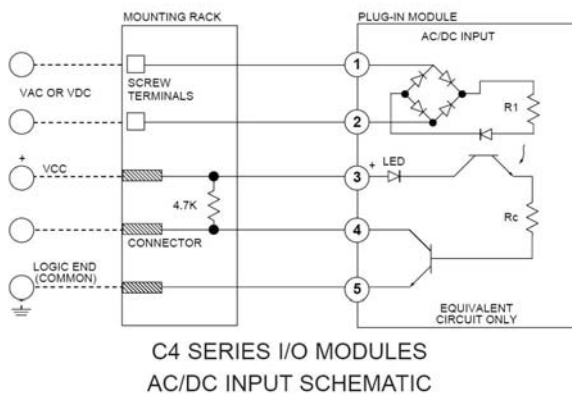 MOUNTING RACK
PLUG-IN MODULE
AC/DC INPUT
1
SCREW
TERMINALS
VAC OR VDC
R1
2
+
VCC
+ LED
3
4.7K
Rc
4
CONNECTOR
LOGIC END
(COMMON)
5
EQUIVALENT
CIRCUIT ONLY
C4 SERIES I/O MODULES
AC/DC INPUT SCHEMATIC